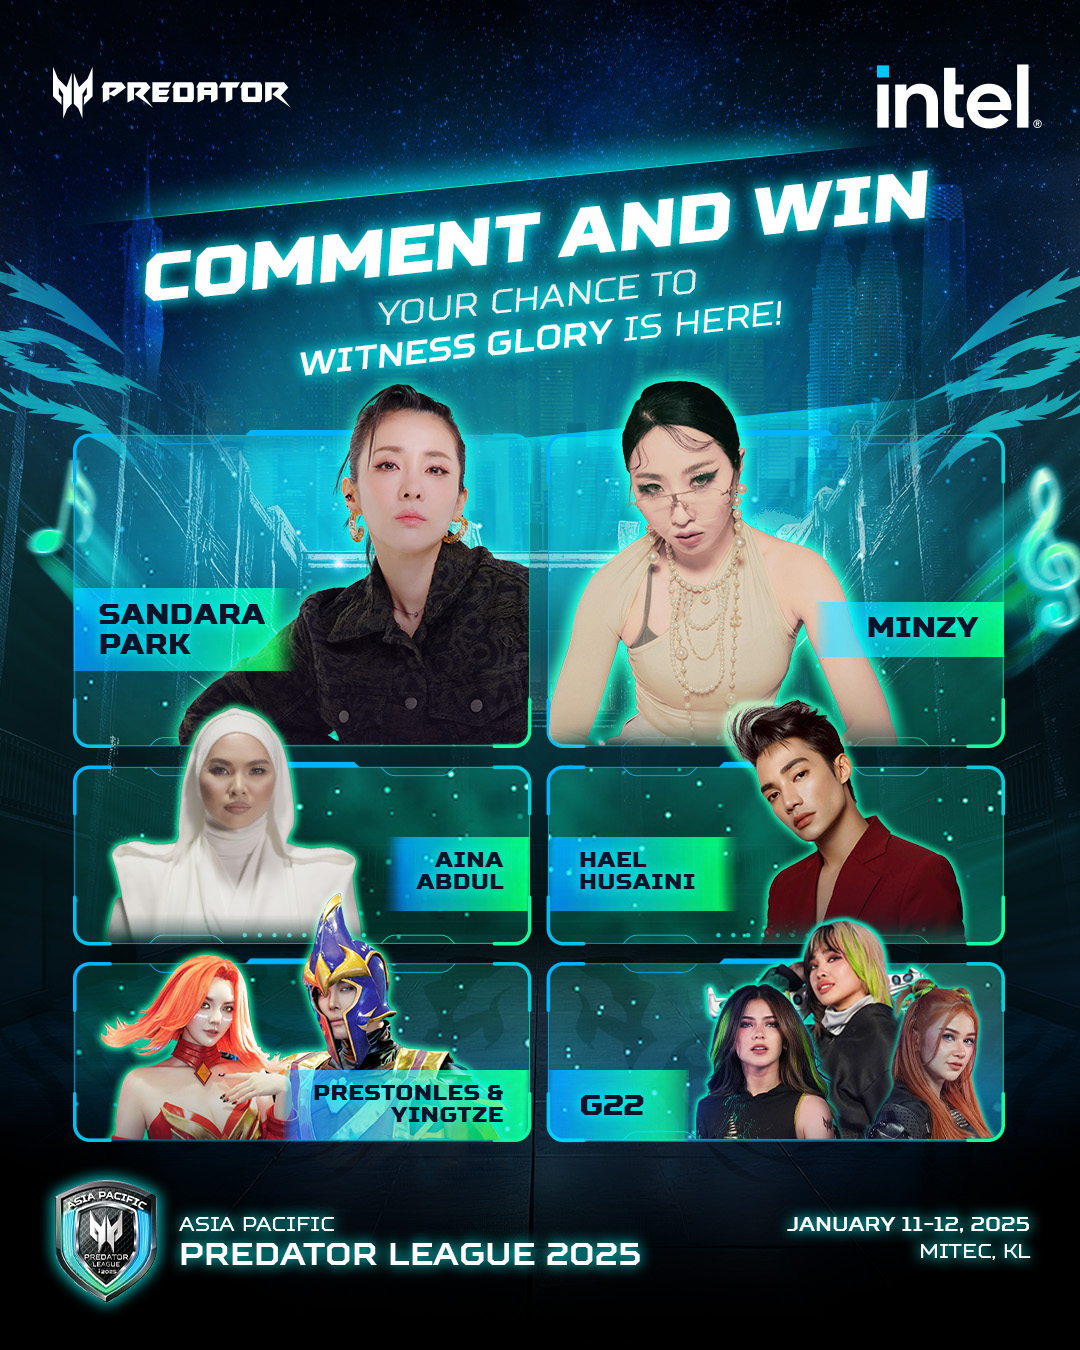 PREDATOR
intel®
COMMENT AND WIN
YOUR CHANCE TO
WITNESS GLORY IS HERE!
SANDARA
PARK
MINZY
AINA
ABDUL
HAEL
HUSAINI
PRESTONLES &
YINGTZE
G22
ASIA PACIFIC
PREDATOR
LEAGUE
2025
ASIA PACIFIC
PREDATOR LEAGUE 2025
JANUARY 11-12, 2025
MITEC, KL